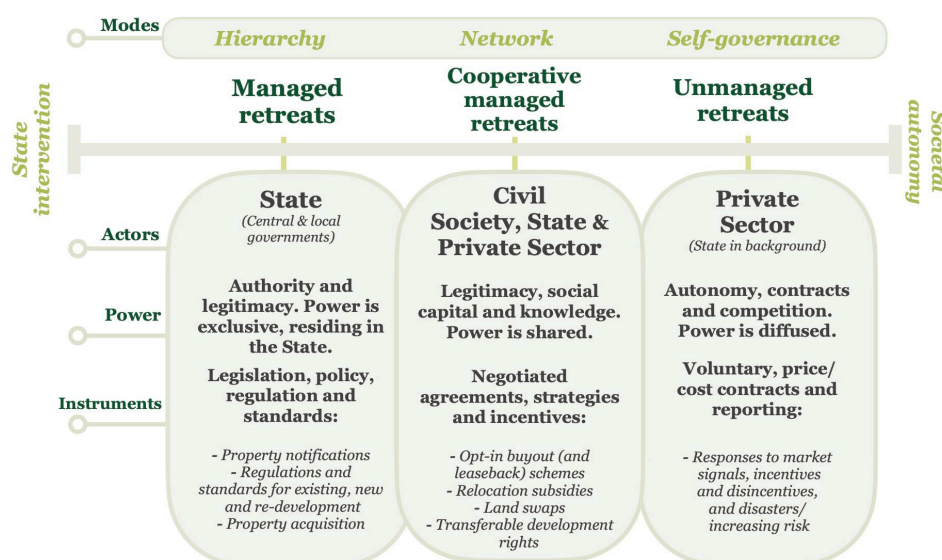 Modes
Hierarchy
Network
Self-governance
Managed
retreats
Cooperative
managed
retreats
Unmanaged
retreats
State
intervention
Societal
autonomy
Actors
State
(Central & local
governments)
Civil
Society, State &
Private Sector
Private
Sector
(State in background)
Power
Authority and
legitimacy. Power is
exclusive, residing in
the State.
Legitimacy, social
capital and knowledge.
Power is shared.
Autonomy, contracts
and competition.
Power is diffused.
Instruments
Legislation, policy,
regulation and
standards:
- Property notifications
- Regulations and
standards for existing, new
and re-development
- Property acquisition
Negotiated
agreements, strategies
and incentives:
- Opt-in buyout (and
leaseback) schemes
- Relocation subsidies
- Land swaps
- Transferable development
rights
Voluntary, price/
cost contracts and
reporting:
- Responses to market
signals, incentives
and disincentives,
and disasters/
increasing risk